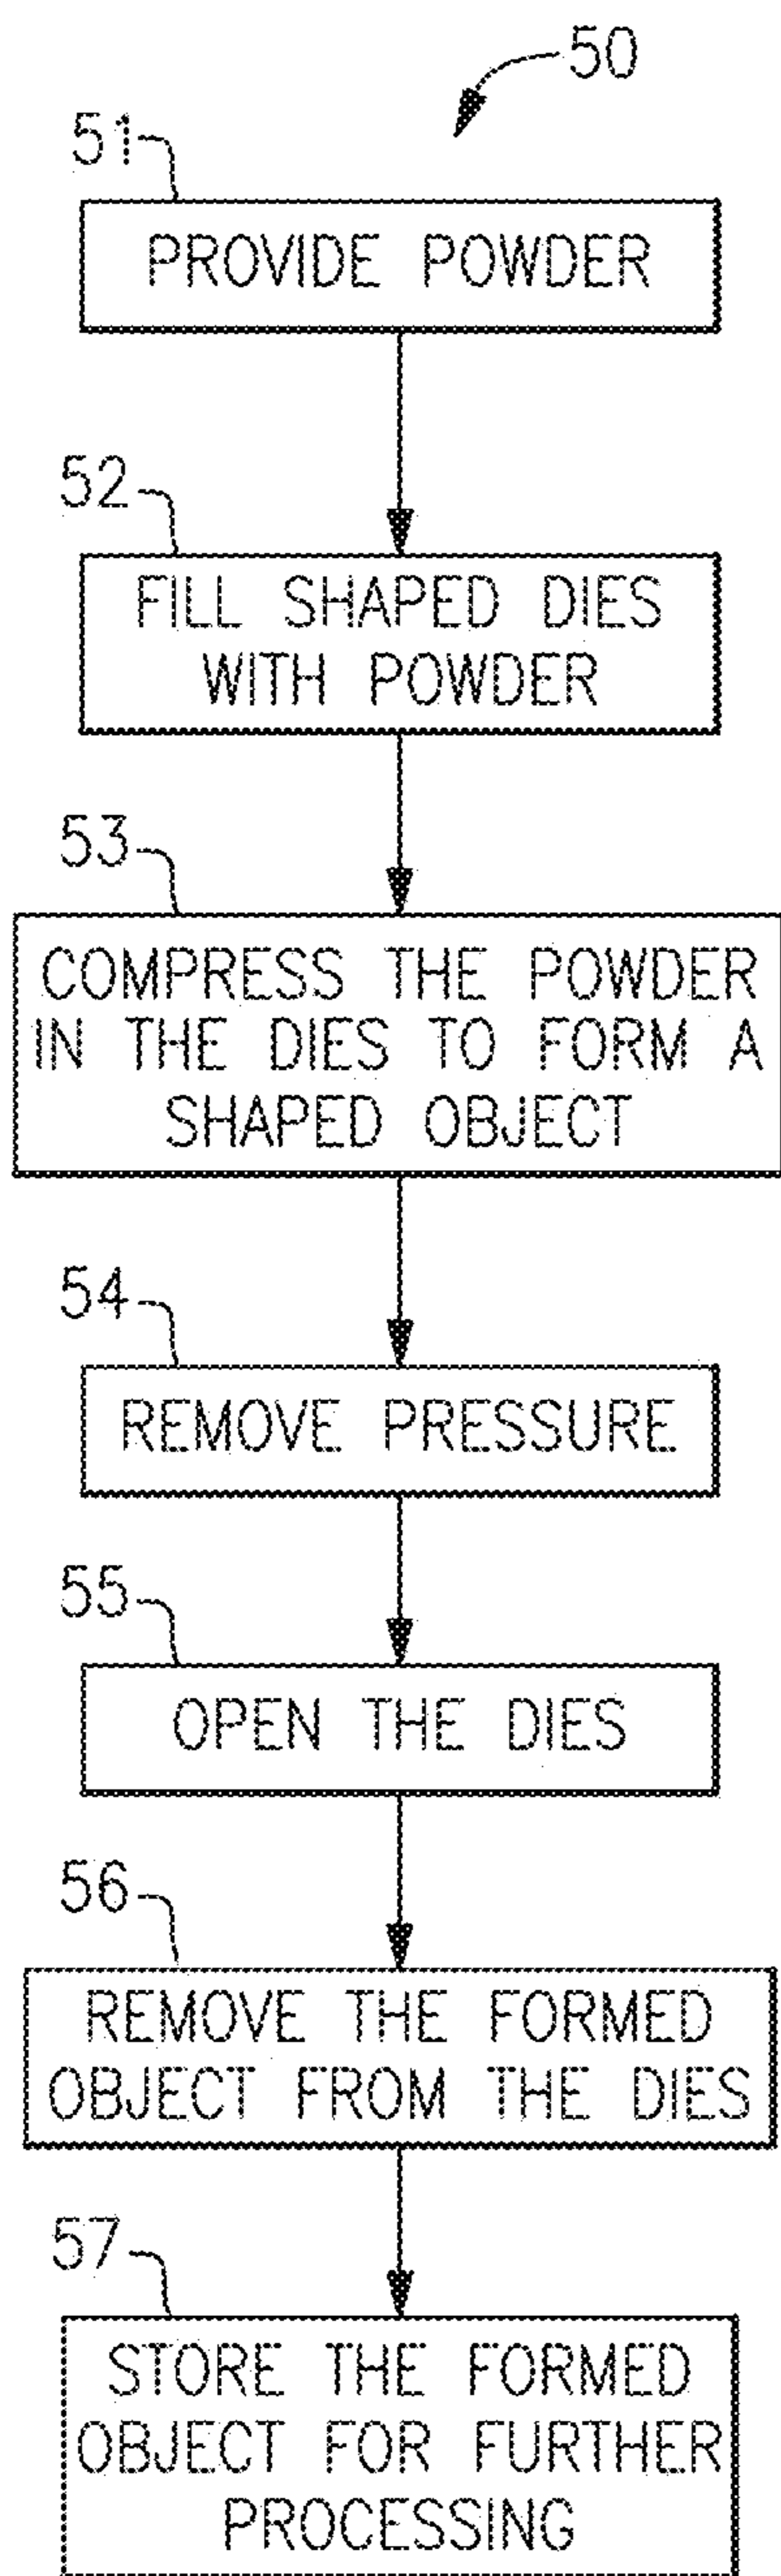 50
51
PROVIDE POWDER
52
FILL SHAPED DIES
WITH POWDER
53
COMPRESS THE POWDER
IN THE DIES TO FORM A
SHAPED OBJECT
54
REMOVE PRESSURE
55
OPEN THE DIES
56
REMOVE THE FORMED
OBJECT FROM THE DIES
57
STORE THE FORMED
OBJECT FOR FURTHER
PROCESSING